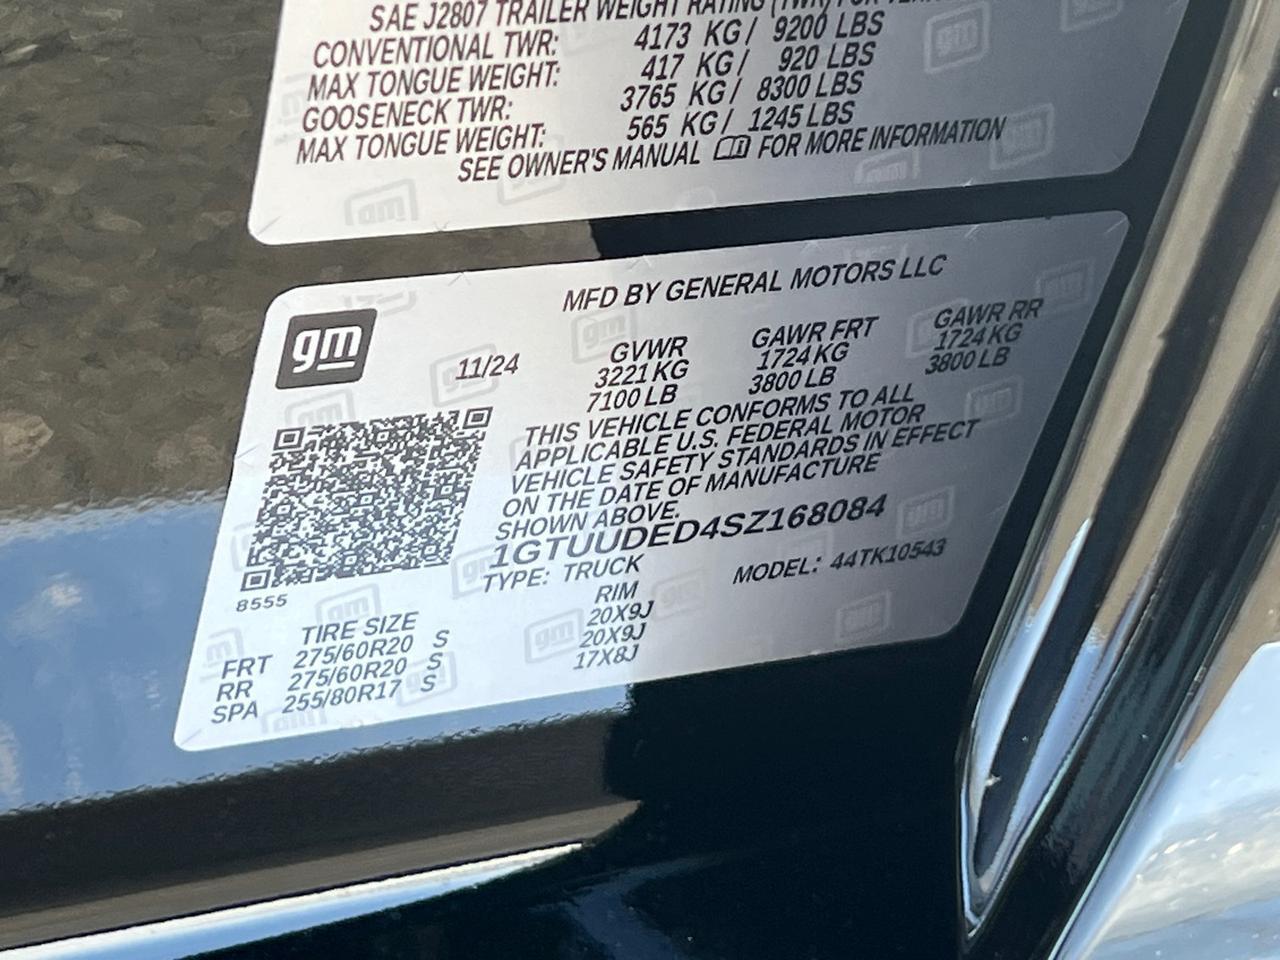 SAE J2807 TRAILER WEIGHT RATING (TWR) FOR
CONVENTIONAL TWR: 4173 KG/ 9200 LBS
MAX TONGUE WEIGHT: 417 KG/ 920 LBS
GOOSENECK TWR: 3765 KG/ 8300 LBS
MAX TONGUE WEIGHT: 565 KG/ 1245 LBS
SEE OWNER'S MANUAL FOR MORE INFORMATION
MFD BY GENERAL MOTORS LLC
gm
11/24
GVWR GAWR FRT GAWR RR
3221 KG 1724 KG 1724 KG
7100 LB 3800 LB 3800 LB
THIS VEHICLE CONFORMS TO ALL
APPLICABLE U.S. FEDERAL MOTOR
VEHICLE SAFETY STANDARDS IN EFFECT
ON THE DATE OF MANUFACTURE
SHOWN ABOVE.
1GTUUDED4SZ168084
TYPE: TRUCK MODEL: 44TK10543
8555
TIRE SIZE RIM
FRT 275/60R20 S 20X9J
RR 275/60R20 S 20X9J
SPA 255/80R17 S 17X8J